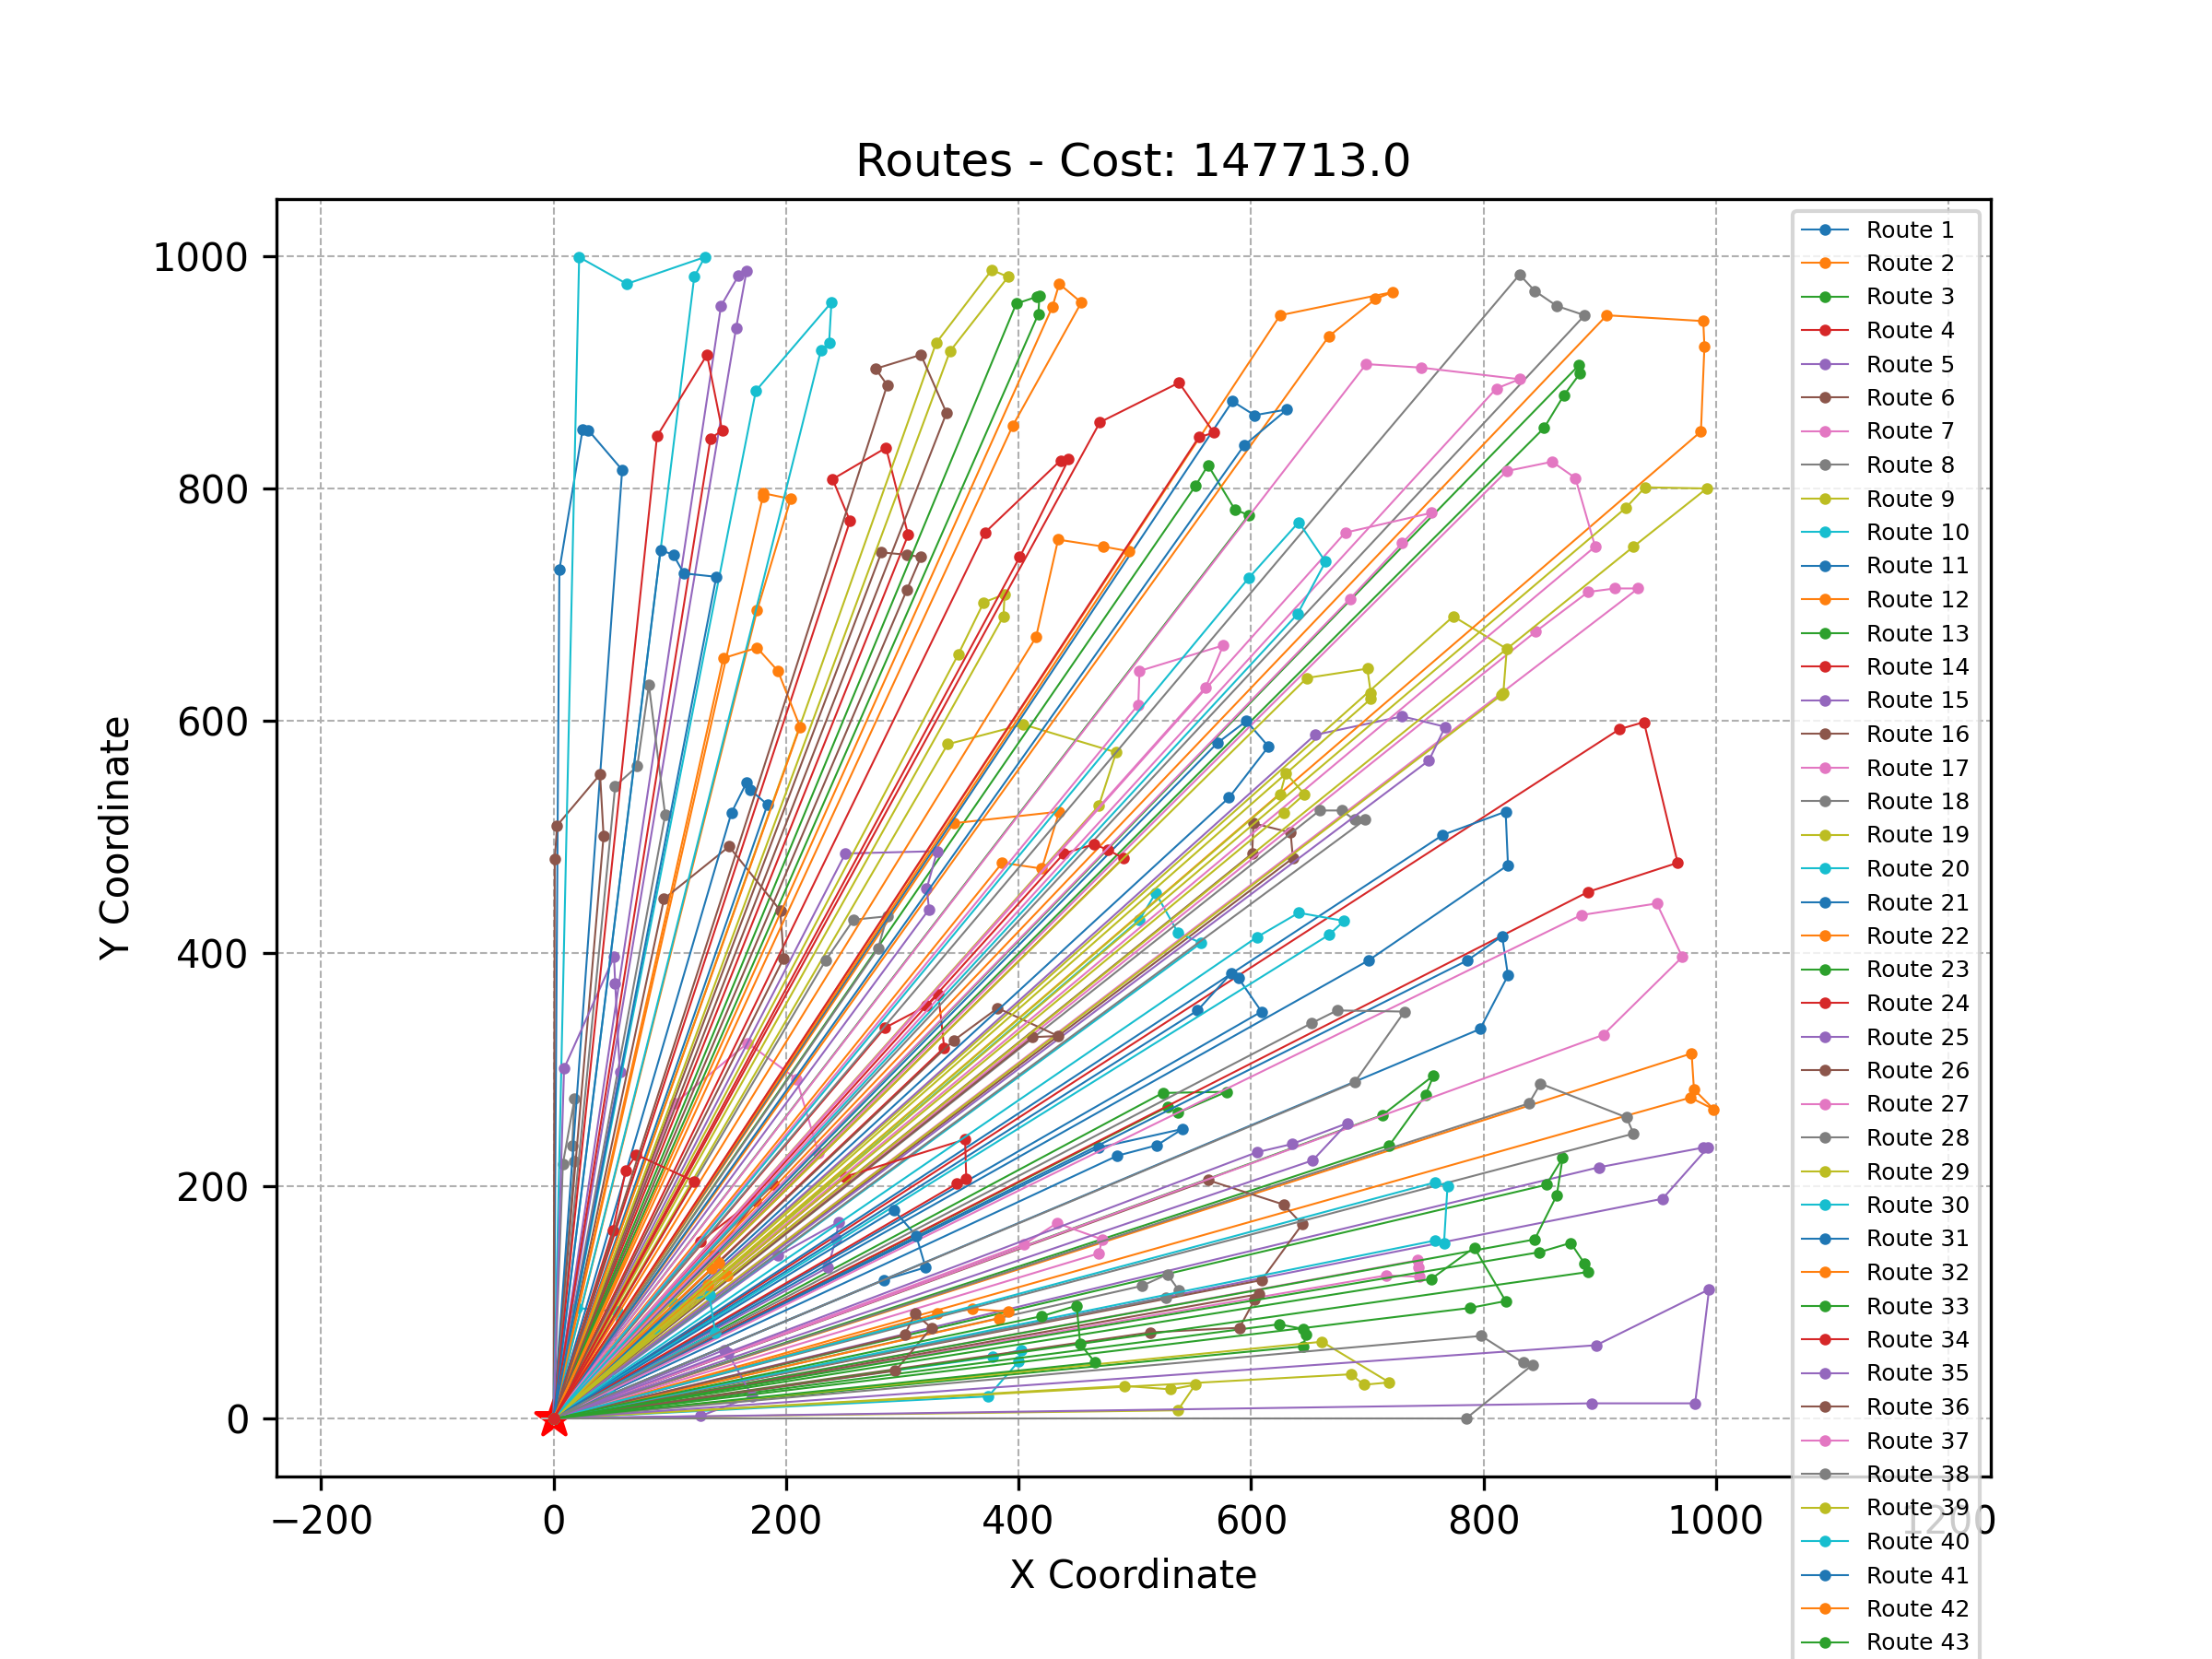 Routes - Cost: 147713.0
1000
800
600
400
200
0
Y Coordinate
−200
0
200
400
600
800
1000
1200
X Coordinate
Route 1
Route 2
Route 3
Route 4
Route 5
Route 6
Route 7
Route 8
Route 9
Route 10
Route 11
Route 12
Route 13
Route 14
Route 15
Route 16
Route 17
Route 18
Route 19
Route 20
Route 21
Route 22
Route 23
Route 24
Route 25
Route 26
Route 27
Route 28
Route 29
Route 30
Route 31
Route 32
Route 33
Route 34
Route 35
Route 36
Route 37
Route 38
Route 39
Route 40
Route 41
Route 42
Route 43